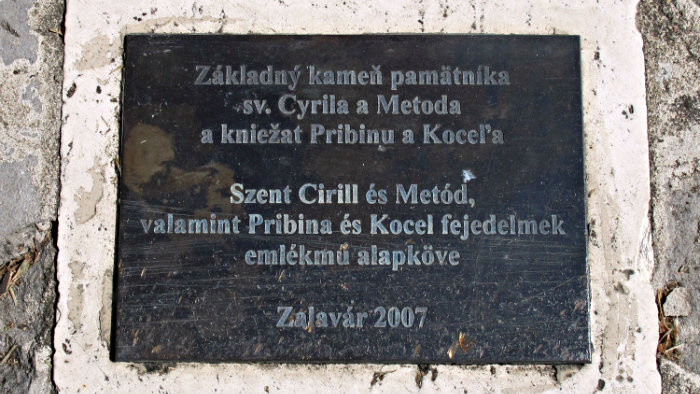 Základný kameň pamätníka
sv. Cyrila a Metoda
a kniežat Pribinu a Koceľa
Szent Cirill és Metód,
valamint Pribina és Kocel fejedelmek
emlékmű alapköve
Zalavár 2007